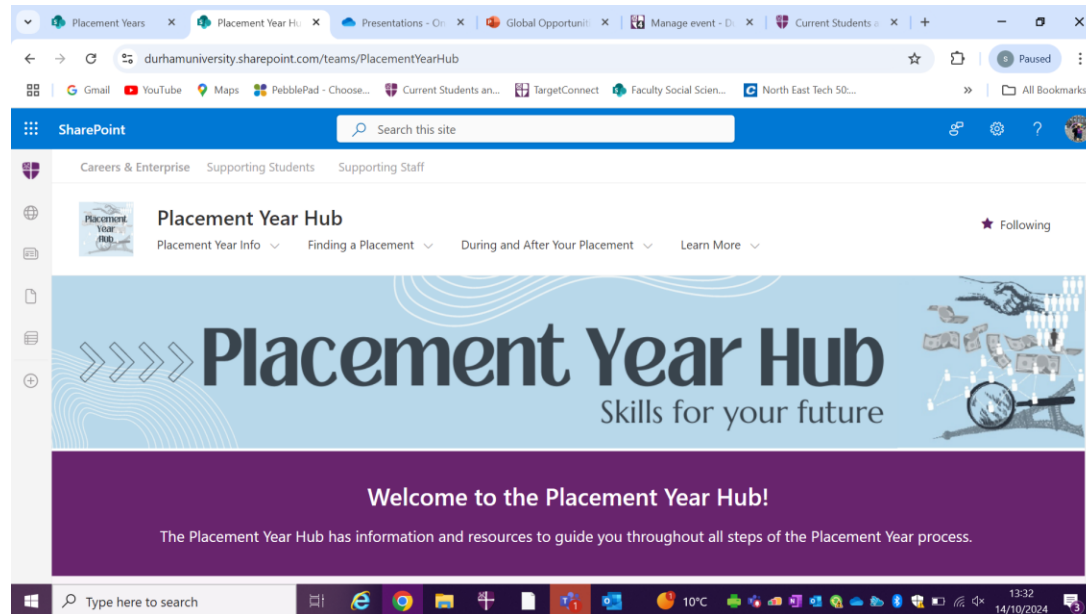 Placement Years
Placement Year Hu
Presentations - On
Global Opportuniti
Manage event - Du
Current Students a
durhamuniversity.sharepoint.com/teams/PlacementYearHub
S Paused
Gmail
YouTube
Maps
PebblePad - Choose...
Current Students an...
TargetConnect
Faculty Social Scien...
North East Tech 50:...
»
All Bookmarks
SharePoint
Search this site
Careers & Enterprise Supporting Students Supporting Staff
Placement
Year
Hub
Placement Year Hub
Following
Placement Year Info
Finding a Placement
During and After Your Placement
Learn More
Placement Year Hub
Skills for your future
Welcome to the Placement Year Hub!
The Placement Year Hub has information and resources to guide you throughout all steps of the Placement Year process.
Type here to search
10°C
13:32
14/10/2024